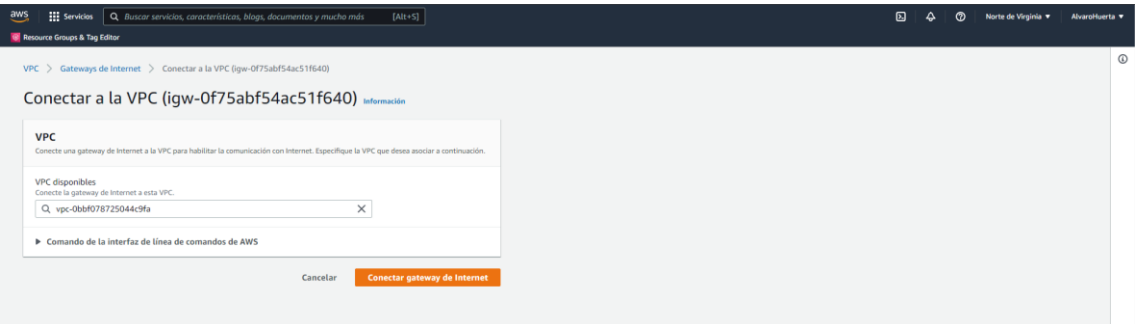 aws Servicios Buscar servicios, características, blogs, documentos y mucho más [Alt+S] Norte de Virginia AlvaroHuerta
Resource Groups & Tag Editor
VPC > Gateways de Internet > Conectar a la VPC (igw-0f75abf54ac51f640)
Conectar a la VPC (igw-0f75abf54ac51f640) Información
VPC
Conecte una gateway de Internet a la VPC para habilitar la comunicación con Internet. Especifique la VPC que desea asociar a continuación.
VPC disponibles
Conecte la gateway de Internet a esta VPC.
vpc-0bbf078725044c9fa
Comando de la interfaz de línea de comandos de AWS
Cancelar Conectar gateway de Internet